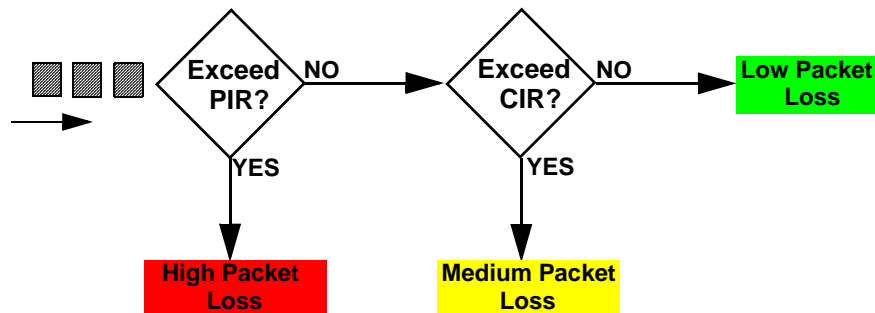 Exceed
PIR?
NO
Exceed
CIR?
NO
Low Packet
Loss
YES
YES
High Packet
Loss
Medium Packet
Loss